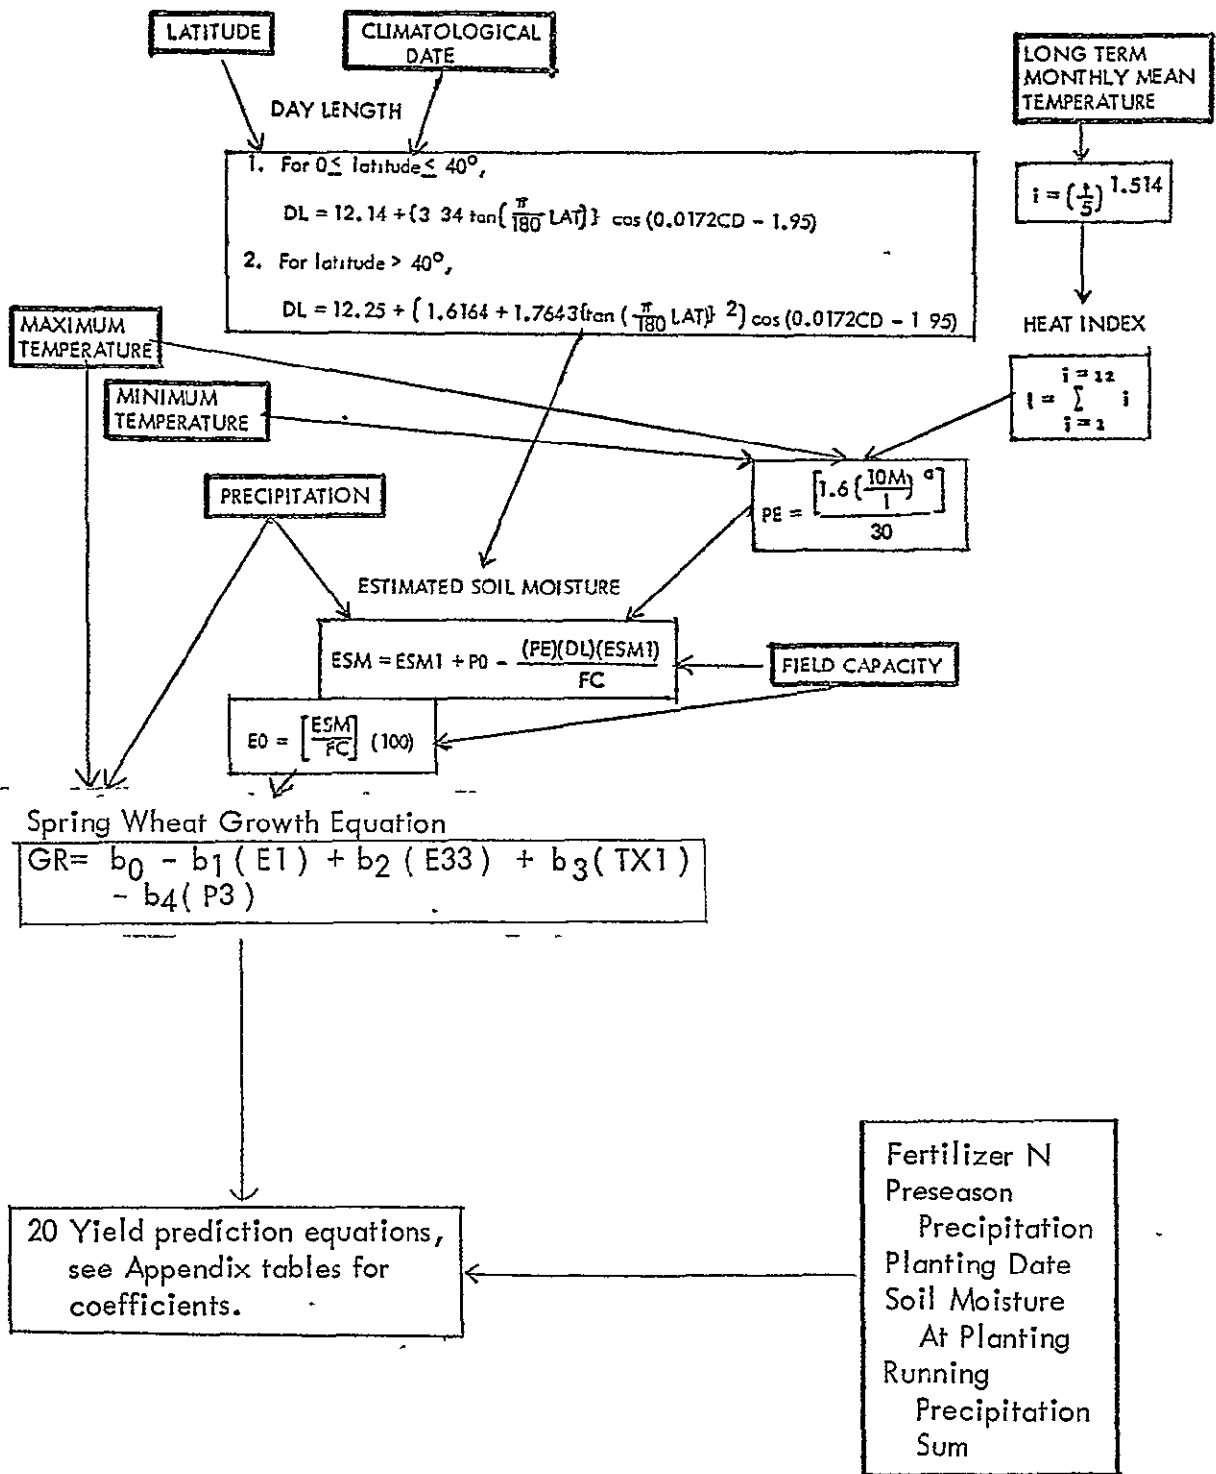 LATITUDE
CLIMATOLOGICAL
DATE
LONG TERM
MONTHLY MEAN
TEMPERATURE
DAY LENGTH
1. For 0≤ latitude≤ 40°,
DL = 12.14 + {3 34 tan(π/180 LAT)} cos (0.0172CD - 1.95)
2. For latitude > 40°,
DL = 12.25 + { 1.6164 + 1.7643{tan (π/180 LAT)} 2) cos (0.0172CD - 1 95)
i = (t/5) 1.514
HEAT INDEX
I = i = 12 ∑ i = 1 i
MAXIMUM
TEMPERATURE
MINIMUM
TEMPERATURE
PRECIPITATION
PE = [1.6 (10M/I) a] / 30
ESTIMATED SOIL MOISTURE
ESM = ESM1 + P0 - (PE)(DL)(ESM1) / FC
FIELD CAPACITY
E0 = [ESM/FC] (100)
Spring Wheat Growth Equation
GR= b0 - b1 ( E1 ) + b2 ( E33 ) + b3 ( TX1 )
- b4( P3 )
20 Yield prediction equations,
see Appendix tables for
coefficients.
Fertilizer N
Preseason
Precipitation
Planting Date
Soil Moisture
At Planting
Running
Precipitation
Sum